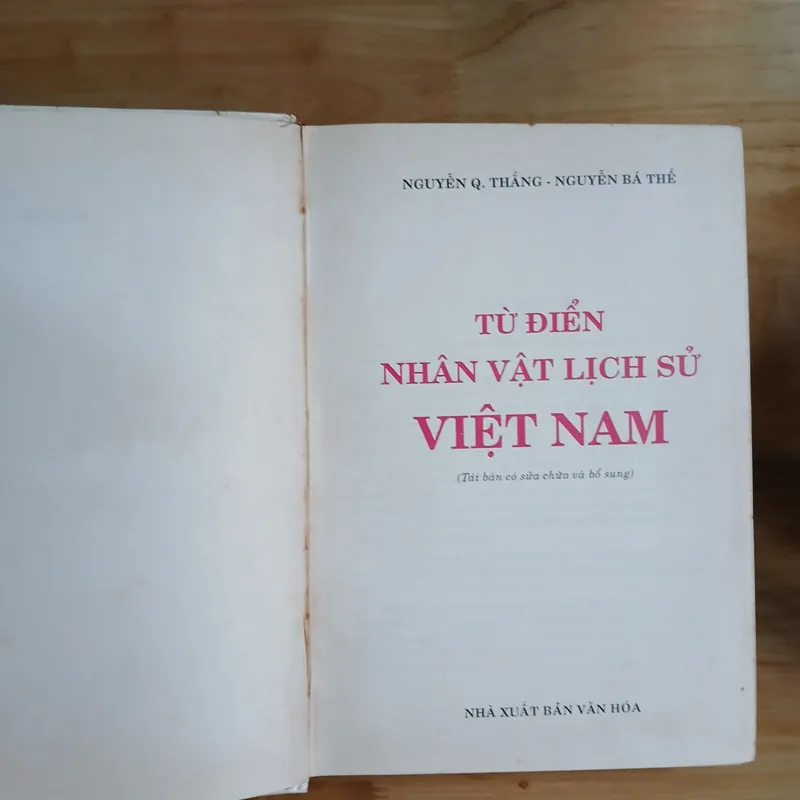 NGUYỄN Q. THẮNG - NGUYỄN BÁ THẾ
TỪ ĐIỂN
NHÂN VẬT LỊCH SỬ
VIỆT NAM
(Tái bản có sửa chữa và bổ sung)
NHÀ XUẤT BẢN VĂN HÓA